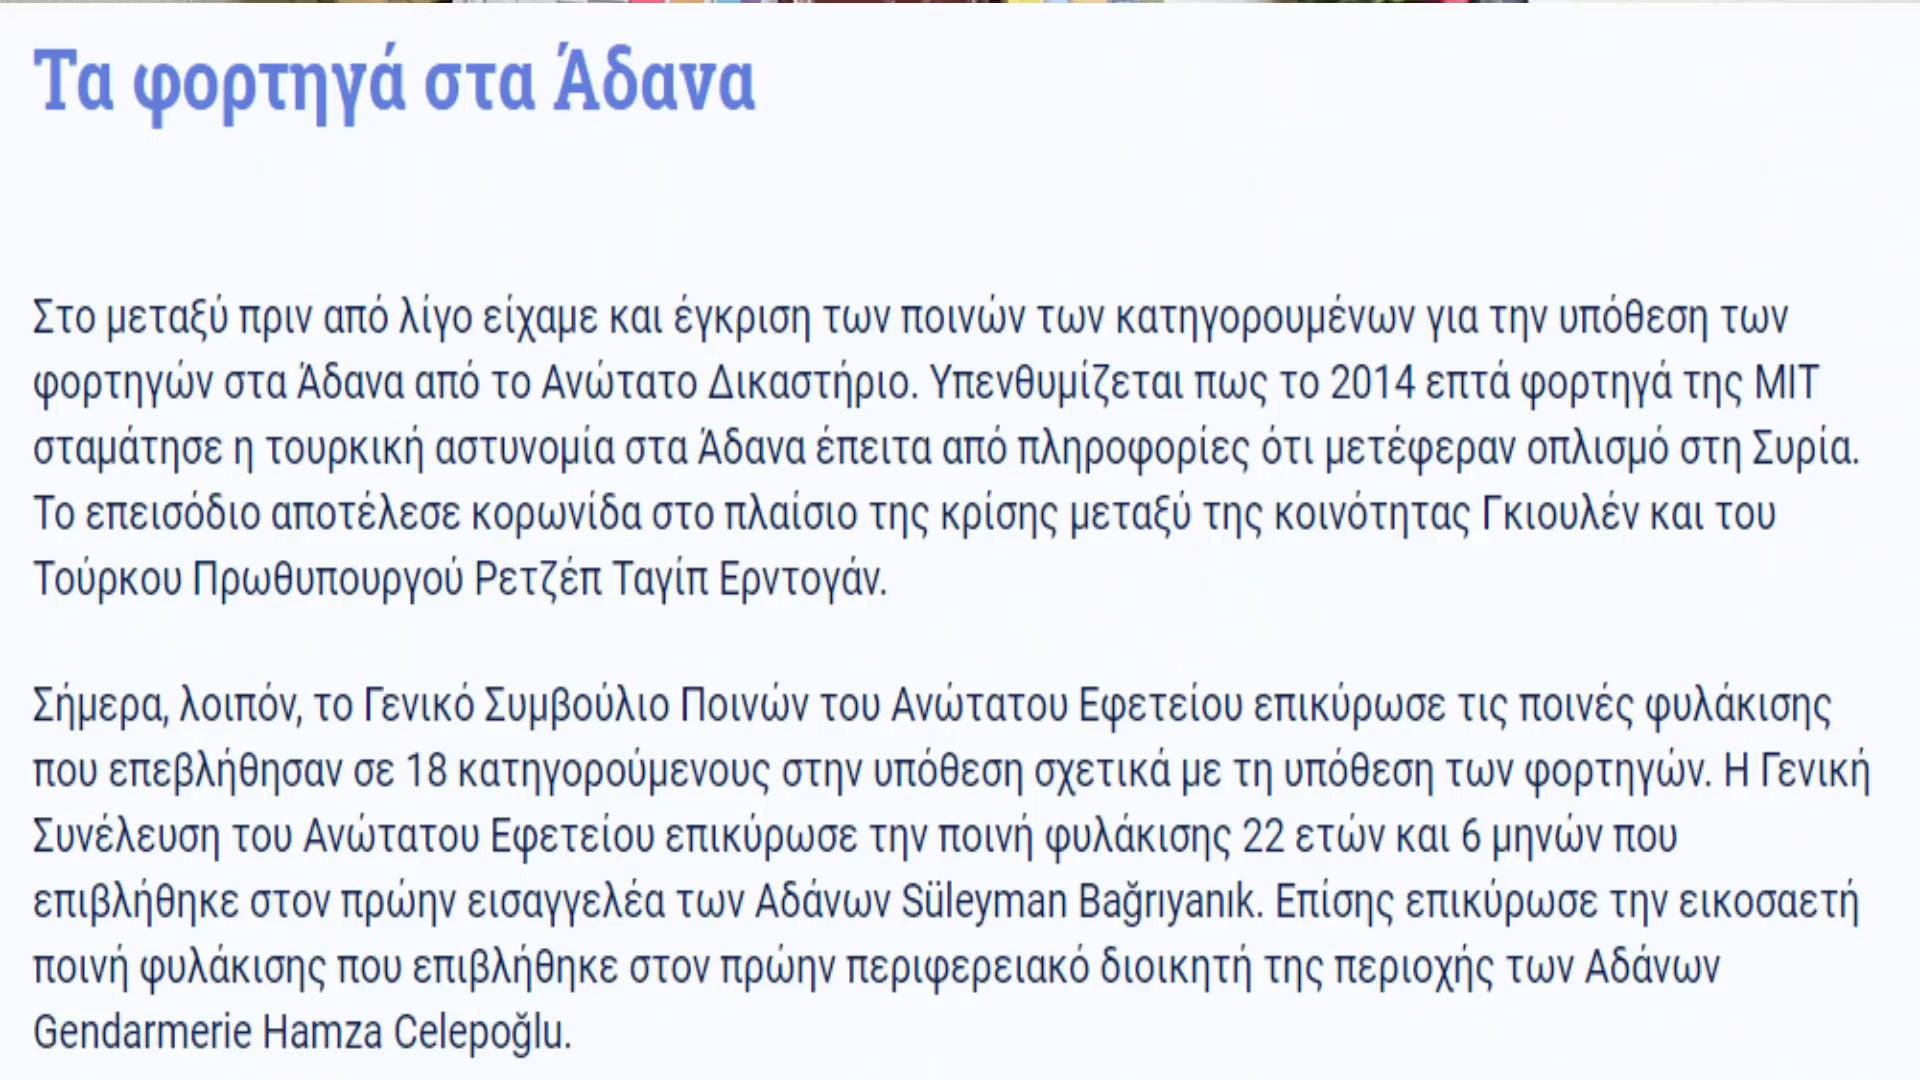 Τα φορτηγά στα Άδανα
Στο μεταξύ πριν από λίγο είχαμε και έγκριση των ποινών των κατηγορουμένων για την υπόθεση των
φορτηγών στα Άδανα από το Ανώτατο Δικαστήριο. Υπενθυμίζεται πως το 2014 επτά φορτηγά της ΜΙΤ
σταμάτησε η τουρκική αστυνομία στα Άδανα έπειτα από πληροφορίες ότι μετέφεραν οπλισμό στη Συρία.
Το επεισόδιο αποτέλεσε κορωνίδα στο πλαίσιο της κρίσης μεταξύ της κοινότητας Γκιουλέν και του
Τούρκου Πρωθυπουργού Ρετζέπ Ταγίπ Ερντογάν.
Σήμερα, λοιπόν, το Γενικό Συμβούλιο Ποινών του Ανώτατου Εφετείου επικύρωσε τις ποινές φυλάκισης
που επεβλήθησαν σε 18 κατηγορούμενους στην υπόθεση σχετικά με τη υπόθεση των φορτηγών. Η Γενική
Συνέλευση του Ανώτατου Εφετείου επικύρωσε την ποινή φυλάκισης 22 ετών και 6 μηνών που
επιβλήθηκε στον πρώην εισαγγελέα των Αδάνων Süleyman Bağrıyanık. Επίσης επικύρωσε την εικοσαετή
ποινή φυλάκισης που επιβλήθηκε στον πρώην περιφερειακό διοικητή της περιοχής των Αδάνων
Gendarmerie Hamza Celepoğlu.